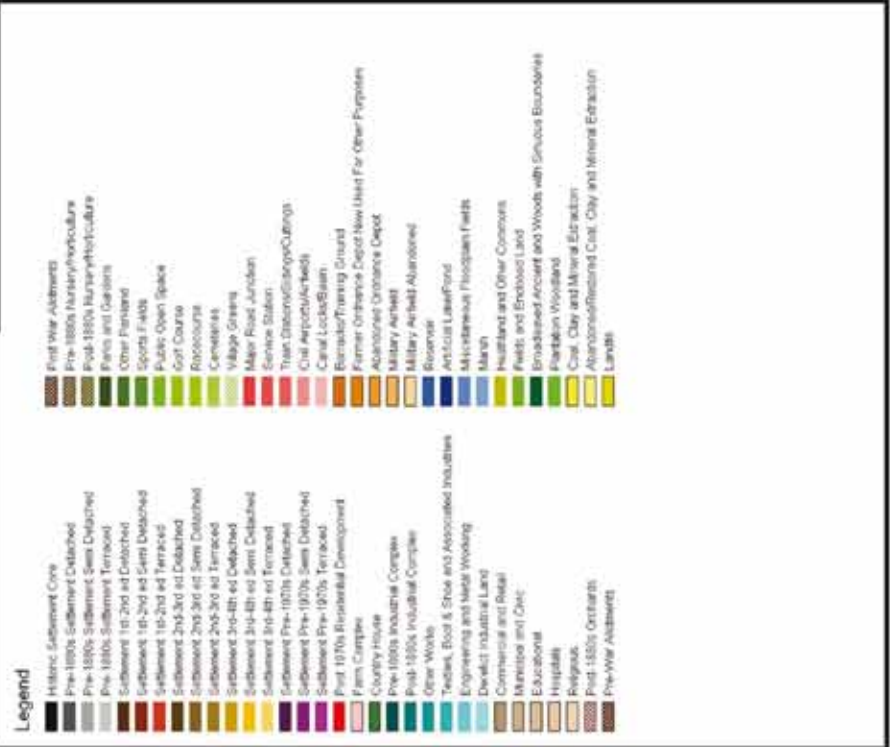 Legend
Historic Settlement Core
Pre-1880s Settlement Detached
Pre-1880s Settlement Semi Detached
Pre-1880s Settlement Terraced
Settlement 1st-2nd ed Detached
Settlement 1st-2nd ed Semi Detached
Settlement 1st-2nd ed Terraced
Settlement 2nd-3rd ed Detached
Settlement 2nd-3rd ed Semi Detached
Settlement 2nd-3rd ed Terraced
Settlement 3rd-4th ed Detached
Settlement 3rd-4th ed Semi Detached
Settlement 3rd-4th ed Terraced
Settlement Pre-1970s Detached
Settlement Pre-1970s Semi Detached
Settlement Pre-1970s Terraced
Post 1970s Residential Development
Farm Complex
Country House
Pre-1880s Industrial Complex
Post-1880s Industrial Complex
Other Works
Textiles, Boot & Shoe and Associated Industries
Engineering and Metal Working
Derelict Industrial Land
Commercial and Retail
Municipal and Civic
Educational
Hospitals
Religious
Post-1880s Orchards
Pre-War Alotments
Post War Alotments
Pre-1880s Nursery/Horticulture
Post-1880s Nursery/Horticulture
Parks and Gardens
Other Parkland
Sports Fields
Public Open Space
Golf Course
Racecourse
Cemeteries
Village Greens
Major Road Junction
Service Station
Train Stations/Sidings/Cuttings
Civil Airports/Airfields
Canal Locks/Basin
Barracks/Training Ground
Former Ordnance Depot Now Used For Other Purposes
Abandoned Ordnance Depot
Military Airfield
Military Airfield Abandoned
Reservoir
Artificial Lake/Pond
Miscellaneous Floodplain Fields
Marsh
Heathland and Other Commons
Fields and Enclosed Land
Broadleaved Ancient and Woods with Sinuous Boundaries
Plantation Woodland
Coal, Clay and Mineral Extraction
Abandoned/Restored Coal, Clay and Mineral Extraction
Landfill